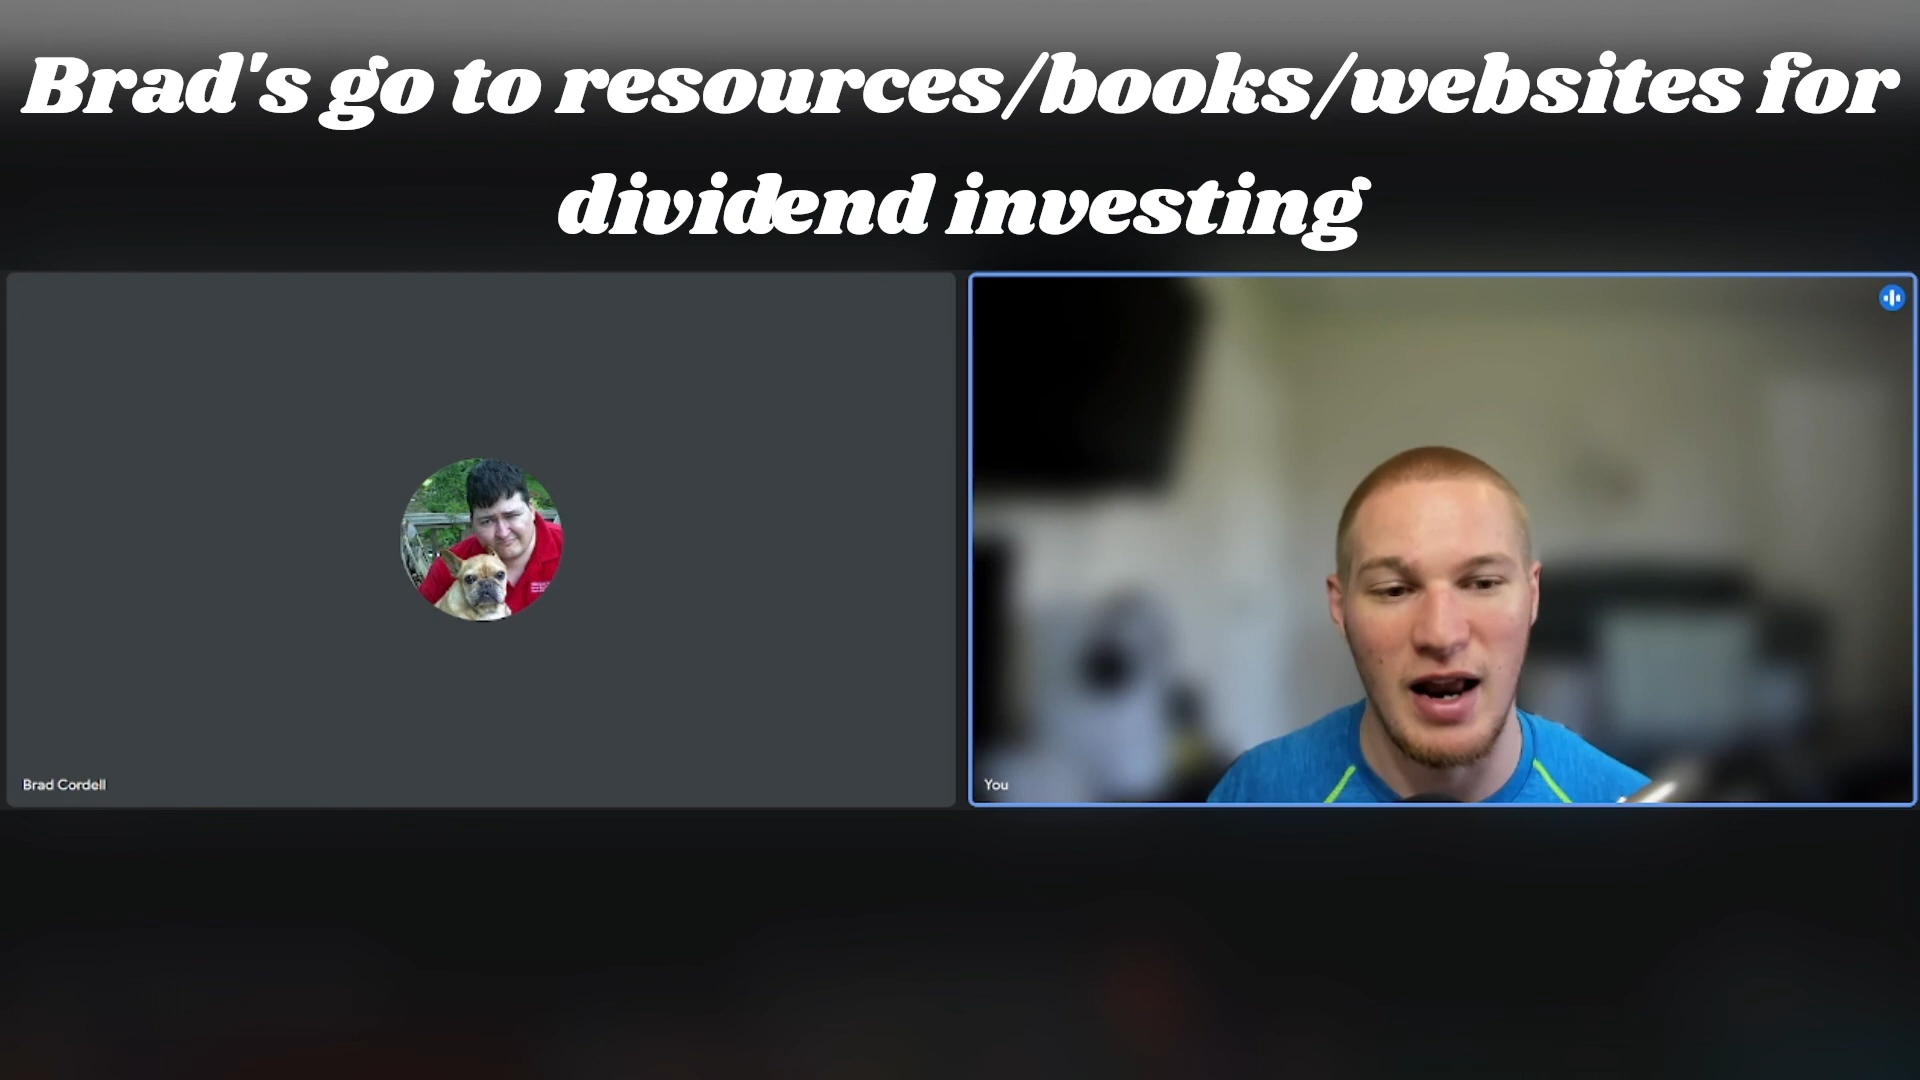 Brad's go to resources/books/websites for
dividend investing
Brad Cordell
You